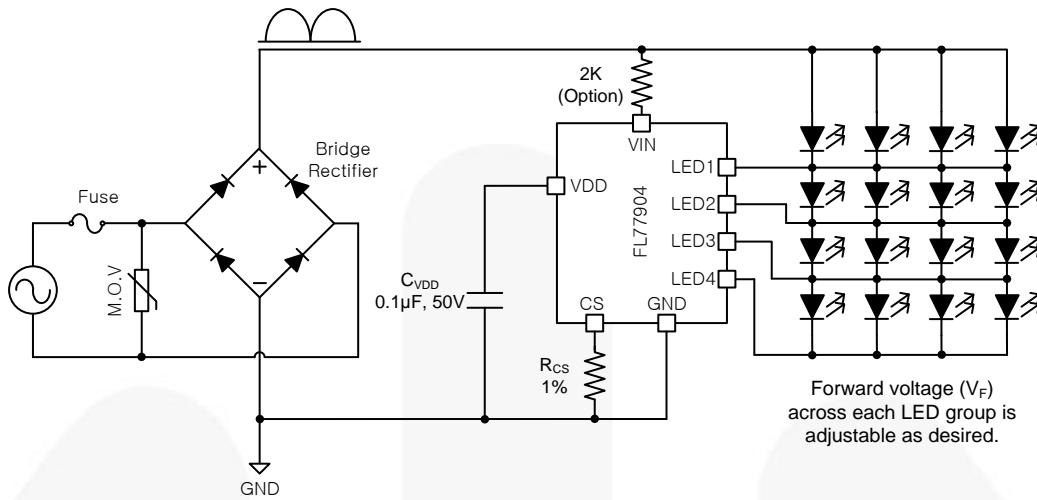 2K
(Option)
Bridge
Rectifier
Fuse
M.O.V
+
−
VIN
VDD
LED1
LED2
LED3
LED4
FL77904
CS
GND
CVDD
0.1µF, 50V
RCS
1%
GND
Forward voltage (VF)
across each LED group is
adjustable as desired.